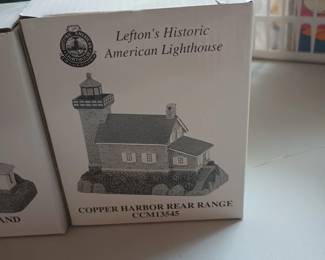 Lefton's Historic
American Lighthouse
COPPER HARBOR REAR RANGE
CCM13545
AND